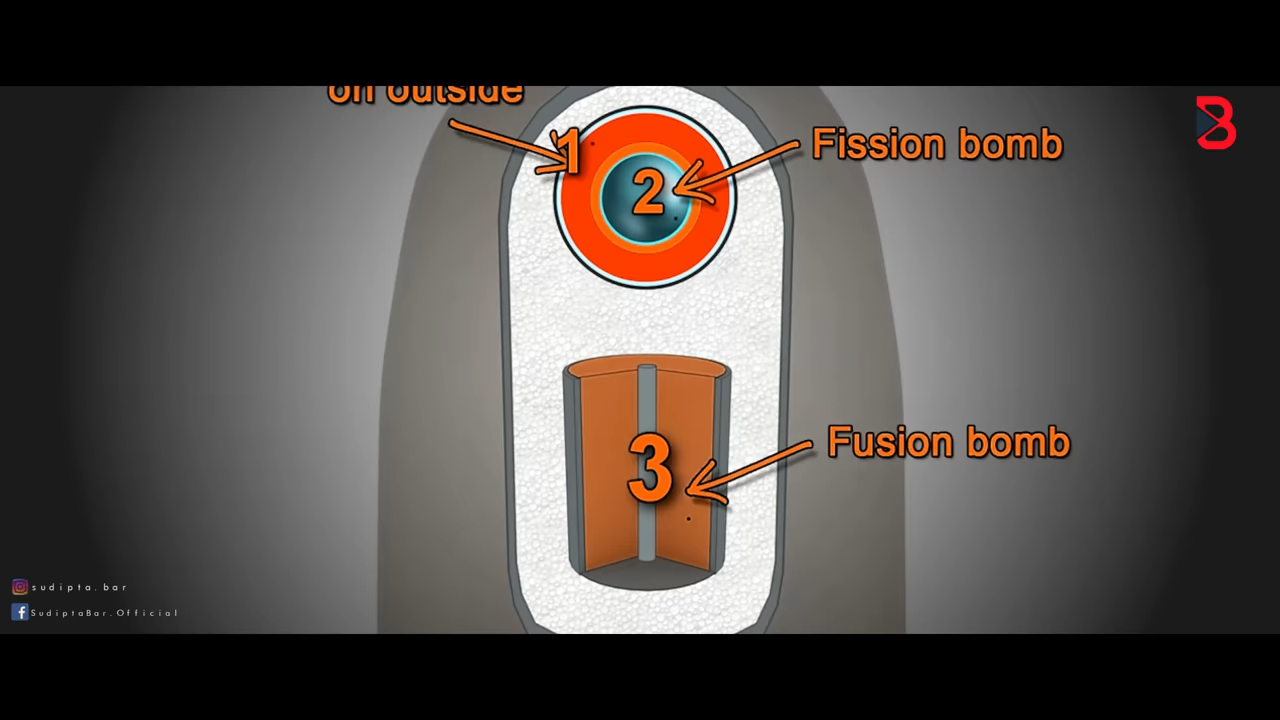 on outside
1
Fission bomb
2
Fusion bomb
3
sudipta.bar
SudiptaBar.Official